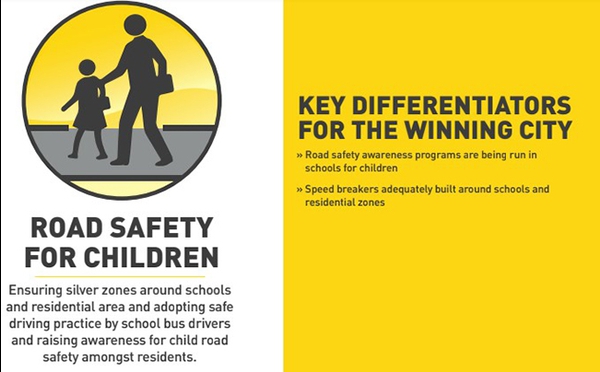 ROAD SAFETY
FOR CHILDREN
Ensuring silver zones around schools
and residential area and adopting safe
driving practice by school bus drivers
and raising awareness for child road
safety amongst residents.
KEY DIFFERENTIATORS
FOR THE WINNING CITY
» Road safety awareness programs are being run in
schools for children
» Speed breakers adequately built around schools and
residential zones